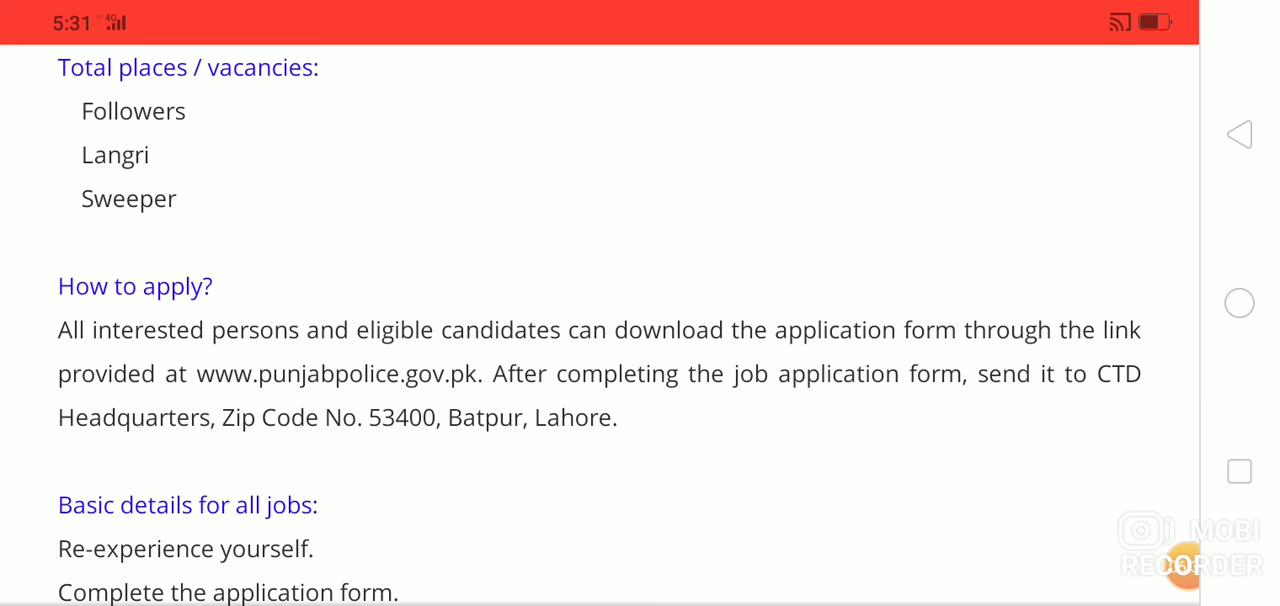 5:31 4G
Total places / vacancies:
Followers
Langri
Sweeper
How to apply?
All interested persons and eligible candidates can download the application form through the link
provided at www.punjabpolice.gov.pk. After completing the job application form, send it to CTD
Headquarters, Zip Code No. 53400, Batpur, Lahore.
Basic details for all jobs:
Re-experience yourself.
Complete the application form.
MOBI
RECORDER